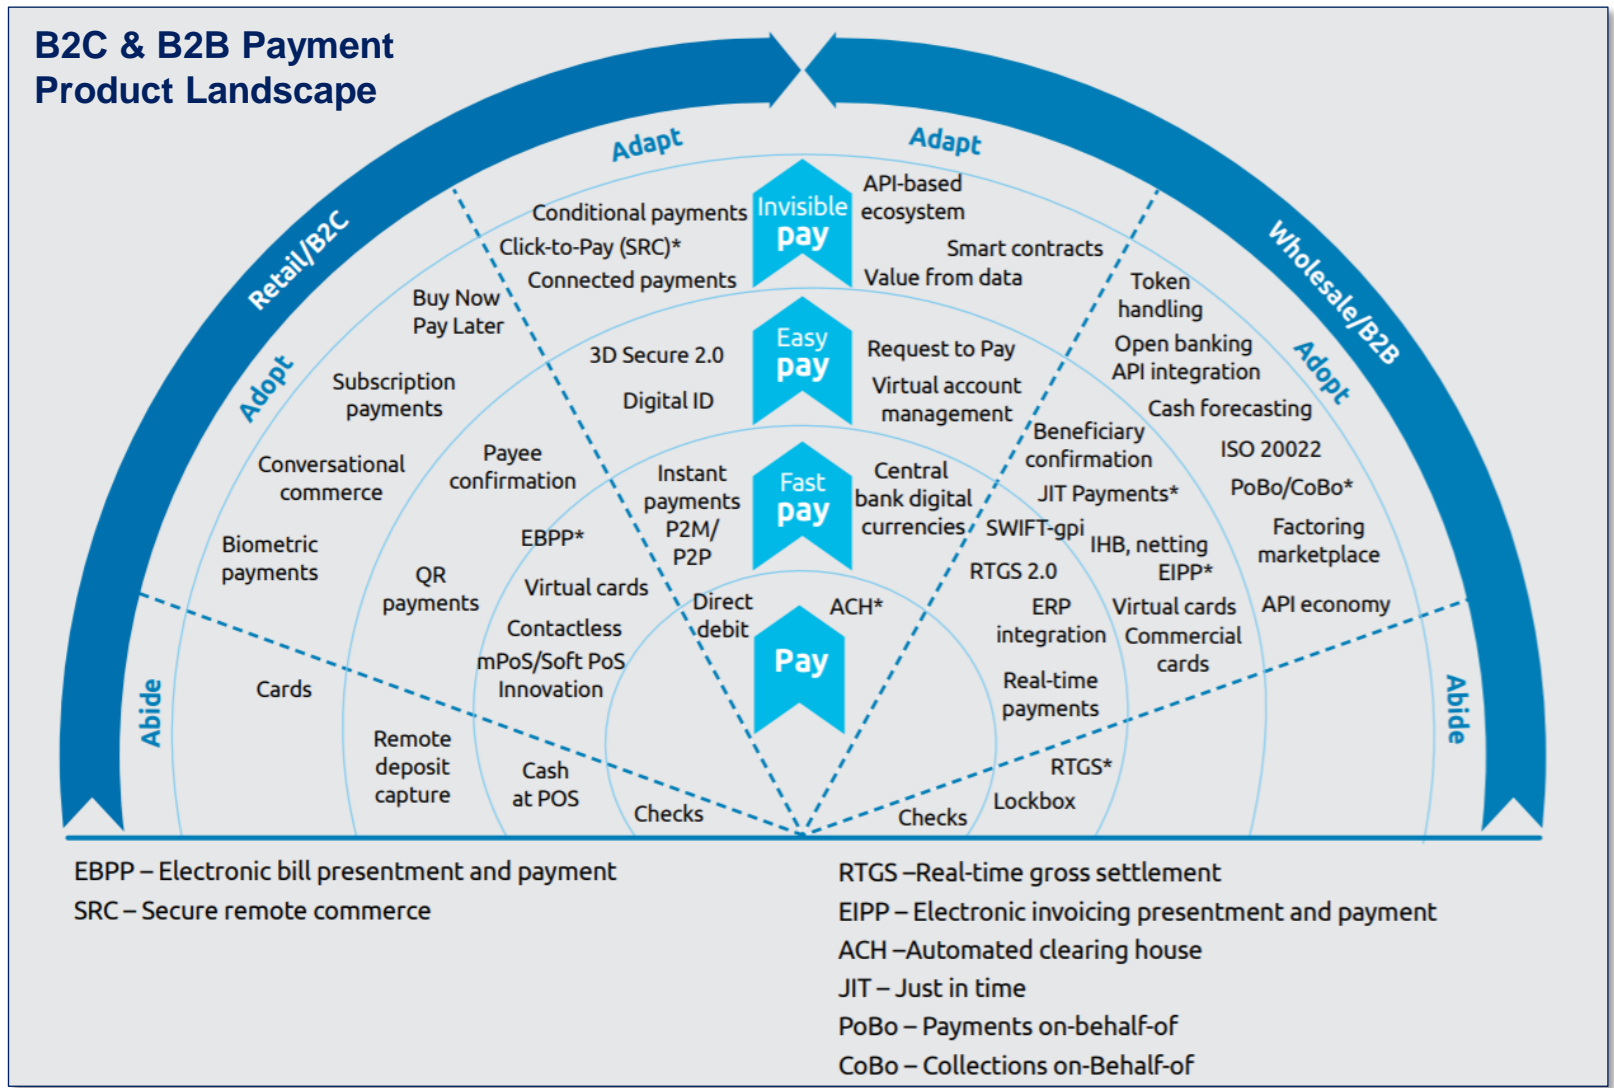 B2C & B2B Payment
Product Landscape
Retail/B2C
Wholesale/B2B
Adapt
Adapt
Adopt
Adopt
Abide
Abide
Invisible
pay
Easy
pay
Fast
pay
Pay
Conditional payments
Click-to-Pay (SRC)*
Connected payments
3D Secure 2.0
Digital ID
Instant
payments
P2M/
P2P
Direct
debit
API-based
ecosystem
Smart contracts
Value from data
Request to Pay
Virtual account
management
Central
bank digital
currencies
ACH*
Buy Now
Pay Later
Subscription
payments
Conversational
commerce
Biometric
payments
Payee
confirmation
QR
payments
EBPP*
Virtual cards
Contactless
mPoS/Soft PoS
Innovation
Cards
Remote
deposit
capture
Cash
at POS
Checks
Token
handling
Open banking
API integration
Cash forecasting
ISO 20022
PoBo/CoBo*
Factoring
marketplace
API economy
Beneficiary
confirmation
JIT Payments*
SWIFT-gpi
IHB, netting
EIPP*
RTGS 2.0
ERP
integration
Virtual cards
Commercial
cards
Real-time
payments
RTGS*
Lockbox
Checks
EBPP – Electronic bill presentment and payment
SRC – Secure remote commerce
RTGS –Real-time gross settlement
EIPP – Electronic invoicing presentment and payment
ACH –Automated clearing house
JIT – Just in time
PoBo – Payments on-behalf-of
CoBo – Collections on-Behalf-of